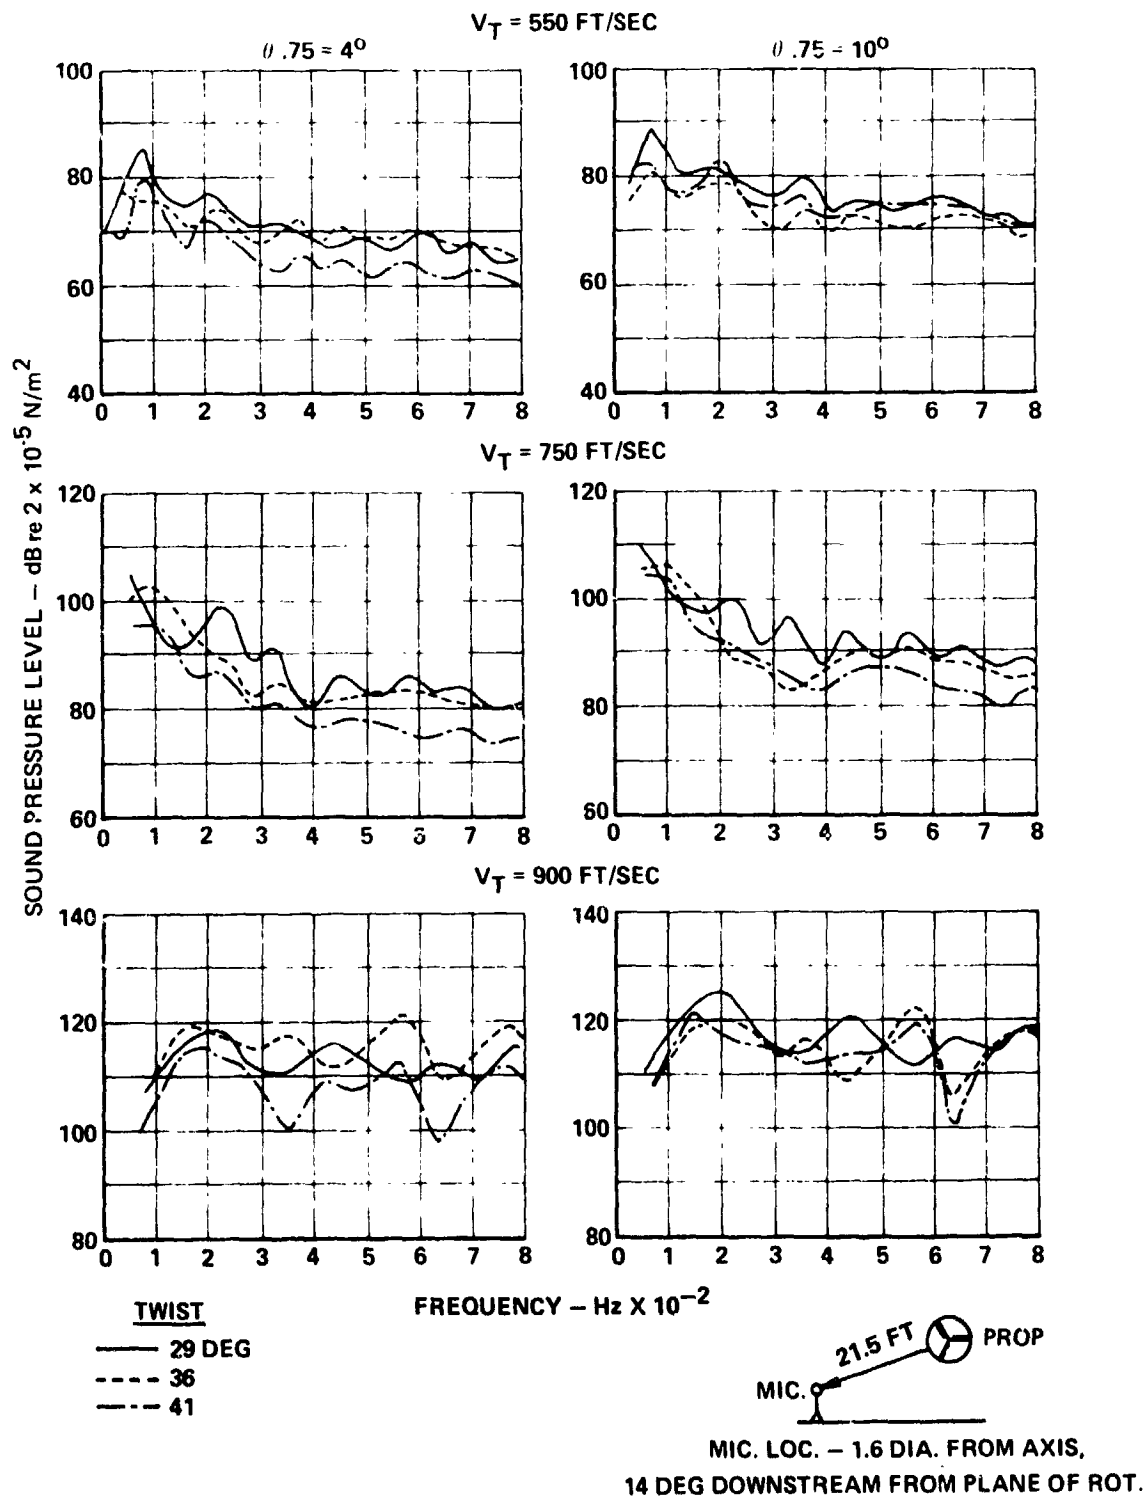 V_T = 550 FT/SEC
θ .75 = 4°
θ .75 = 10°
100
80
60
40
0 1 2 3 4 5 6 7 8
100
80
60
40
0 1 2 3 4 5 6 7 8
SOUND PRESSURE LEVEL – dB re 2 x 10⁻⁵ N/m²
V_T = 750 FT/SEC
120
100
80
60
0 1 2 3 4 5 6 7 8
120
100
80
60
0 1 2 3 4 5 6 7 8
V_T = 900 FT/SEC
140
120
100
80
0 1 2 3 4 5 6 7 8
140
120
100
80
0 1 2 3 4 5 6 7 8
FREQUENCY – Hz X 10⁻²
TWIST
29 DEG
36
41
21.5 FT
PROP
MIC.
MIC. LOC. – 1.6 DIA. FROM AXIS,
14 DEG DOWNSTREAM FROM PLANE OF ROT.